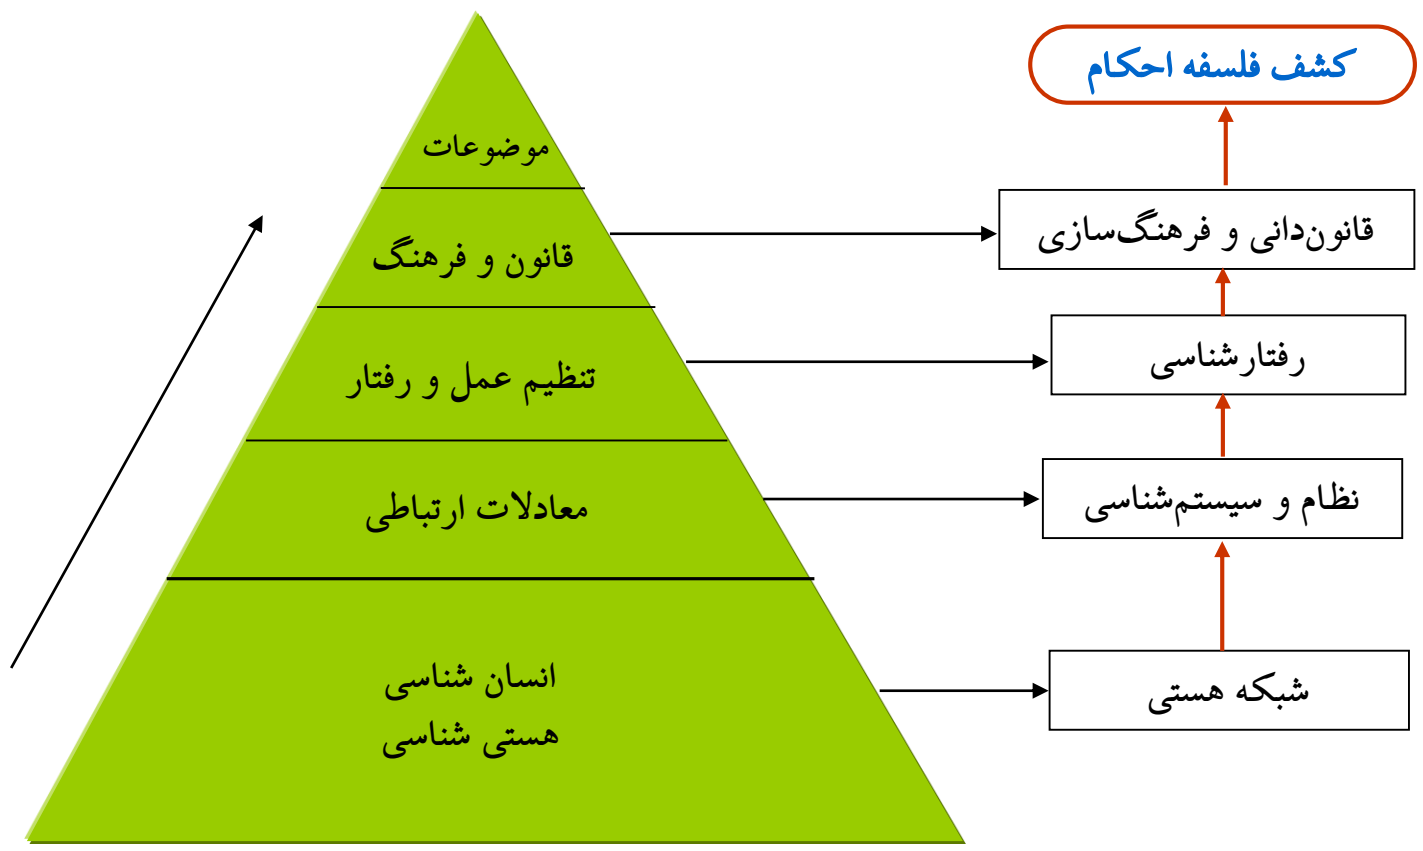 کشف فلسفه احکام
موضوعات
قانون‌دانی و فرهنگ‌سازی
قانون و فرهنگ
رفتارشناسی
تنظیم عمل و رفتار
نظام و سیستم‌شناسی
معادلات ارتباطی
شبکه هستی
انسان شناسی
هستی شناسی